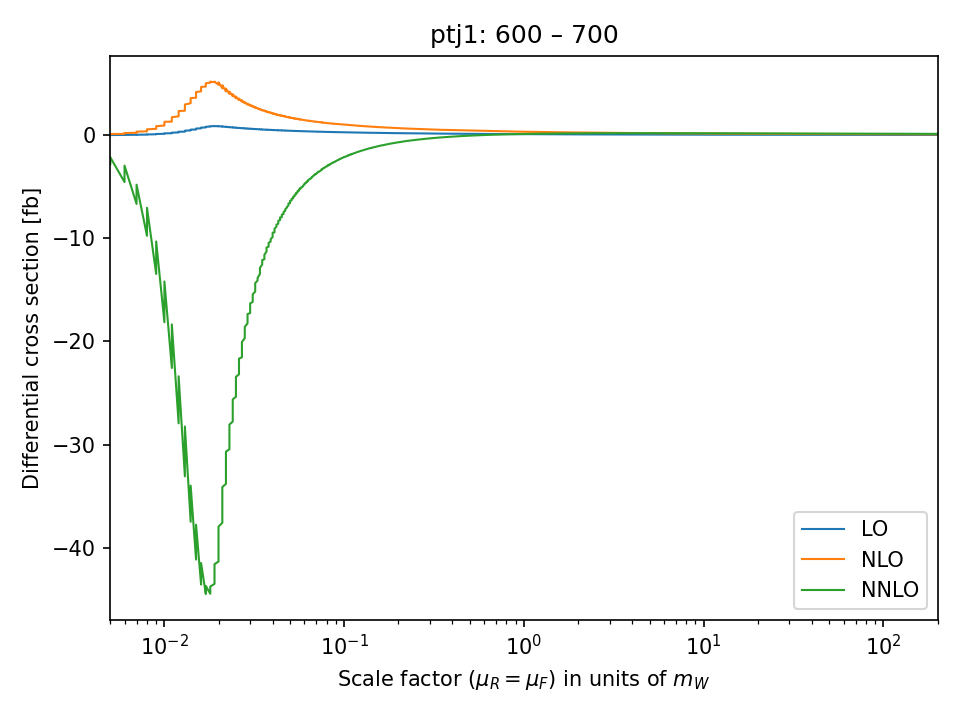 ptj1: 600 – 700
Differential cross section [fb]
0
−10
−20
−30
−40
10⁻²
10⁻¹
10⁰
10¹
10²
Scale factor (μ_R = μ_F) in units of m_W
LO
NLO
NNLO